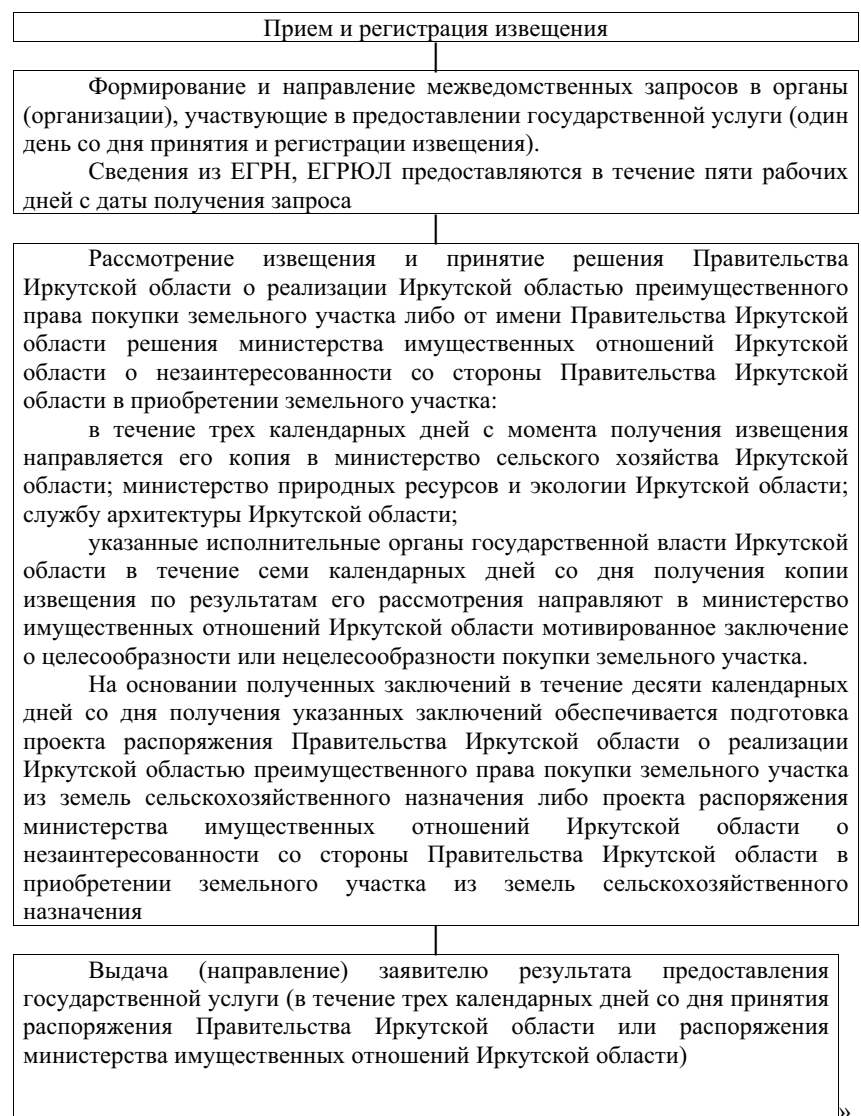 Прием и регистрация извещения
Формирование и направление межведомственных запросов в органы
(организации), участвующие в предоставлении государственной услуги (один
день со дня принятия и регистрации извещения).
Сведения из ЕГРН, ЕГРЮЛ предоставляются в течение пяти рабочих
дней с даты получения запроса
Рассмотрение извещения и принятие решения Правительства
Иркутской области о реализации Иркутской областью преимущественного
права покупки земельного участка либо от имени Правительства Иркутской
области решения министерства имущественных отношений Иркутской
области о незаинтересованности со стороны Правительства Иркутской
области в приобретении земельного участка:
в течение трех календарных дней с момента получения извещения
направляется его копия в министерство сельского хозяйства Иркутской
области; министерство природных ресурсов и экологии Иркутской области;
службу архитектуры Иркутской области;
указанные исполнительные органы государственной власти Иркутской
области в течение семи календарных дней со дня получения копии
извещения по результатам его рассмотрения направляют в министерство
имущественных отношений Иркутской области мотивированное заключение
о целесообразности или нецелесообразности покупки земельного участка.
На основании полученных заключений в течение десяти календарных
дней со дня получения указанных заключений обеспечивается подготовка
проекта распоряжения Правительства Иркутской области о реализации
Иркутской областью преимущественного права покупки земельного участка
из земель сельскохозяйственного назначения либо проекта распоряжения
министерства имущественных отношений Иркутской области о
незаинтересованности со стороны Правительства Иркутской области в
приобретении земельного участка из земель сельскохозяйственного
назначения
Выдача (направление) заявителю результата предоставления
государственной услуги (в течение трех календарных дней со дня принятия
распоряжения Правительства Иркутской области или распоряжения
министерства имущественных отношений Иркутской области)
»